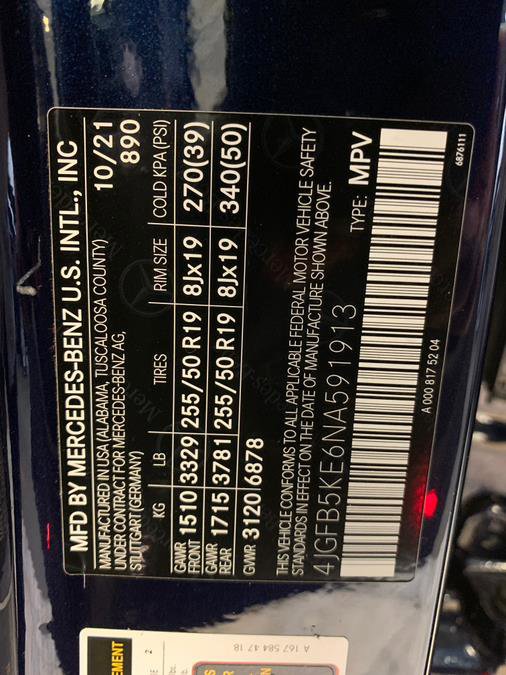 MFD BY MERCEDES-BENZ U.S. INTL., INC
MANUFACTURED IN USA (ALABAMA, TUSCALOOSA COUNTY) 10/21
UNDER CONTRACT FOR MERCEDES-BENZ AG, 890
STUTTGART (GERMANY)
KG LB TIRES RIM SIZE COLD KPA (PSI)
GAWR FRONT 1510 3329 255/50 R19 8Jx19 270(39)
GAWR REAR 1715 3781 255/50 R19 8Jx19 340(50)
GVWR 3120/6878
THIS VEHICLE CONFORMS TO ALL APPLICABLE FEDERAL MOTOR VEHICLE SAFETY
STANDARDS IN EFFECT ON THE DATE OF MANUFACTURE SHOWN ABOVE.
4JGFB5KE6NA591913 TYPE: MPV
A 000 817 52 04 6876111
EMENT
2
A 167 584 47 18